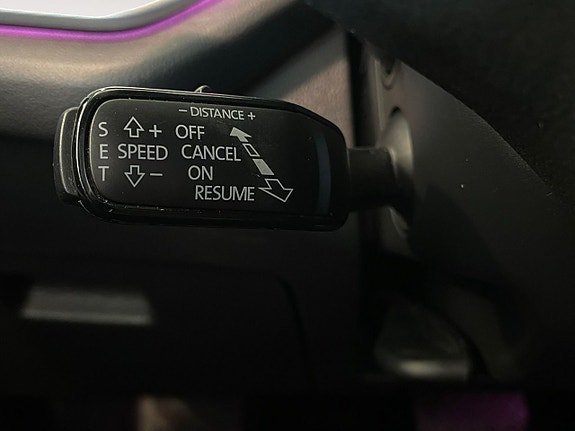 − DISTANCE +
S + OFF
E SPEED CANCEL
T − ON
RESUME